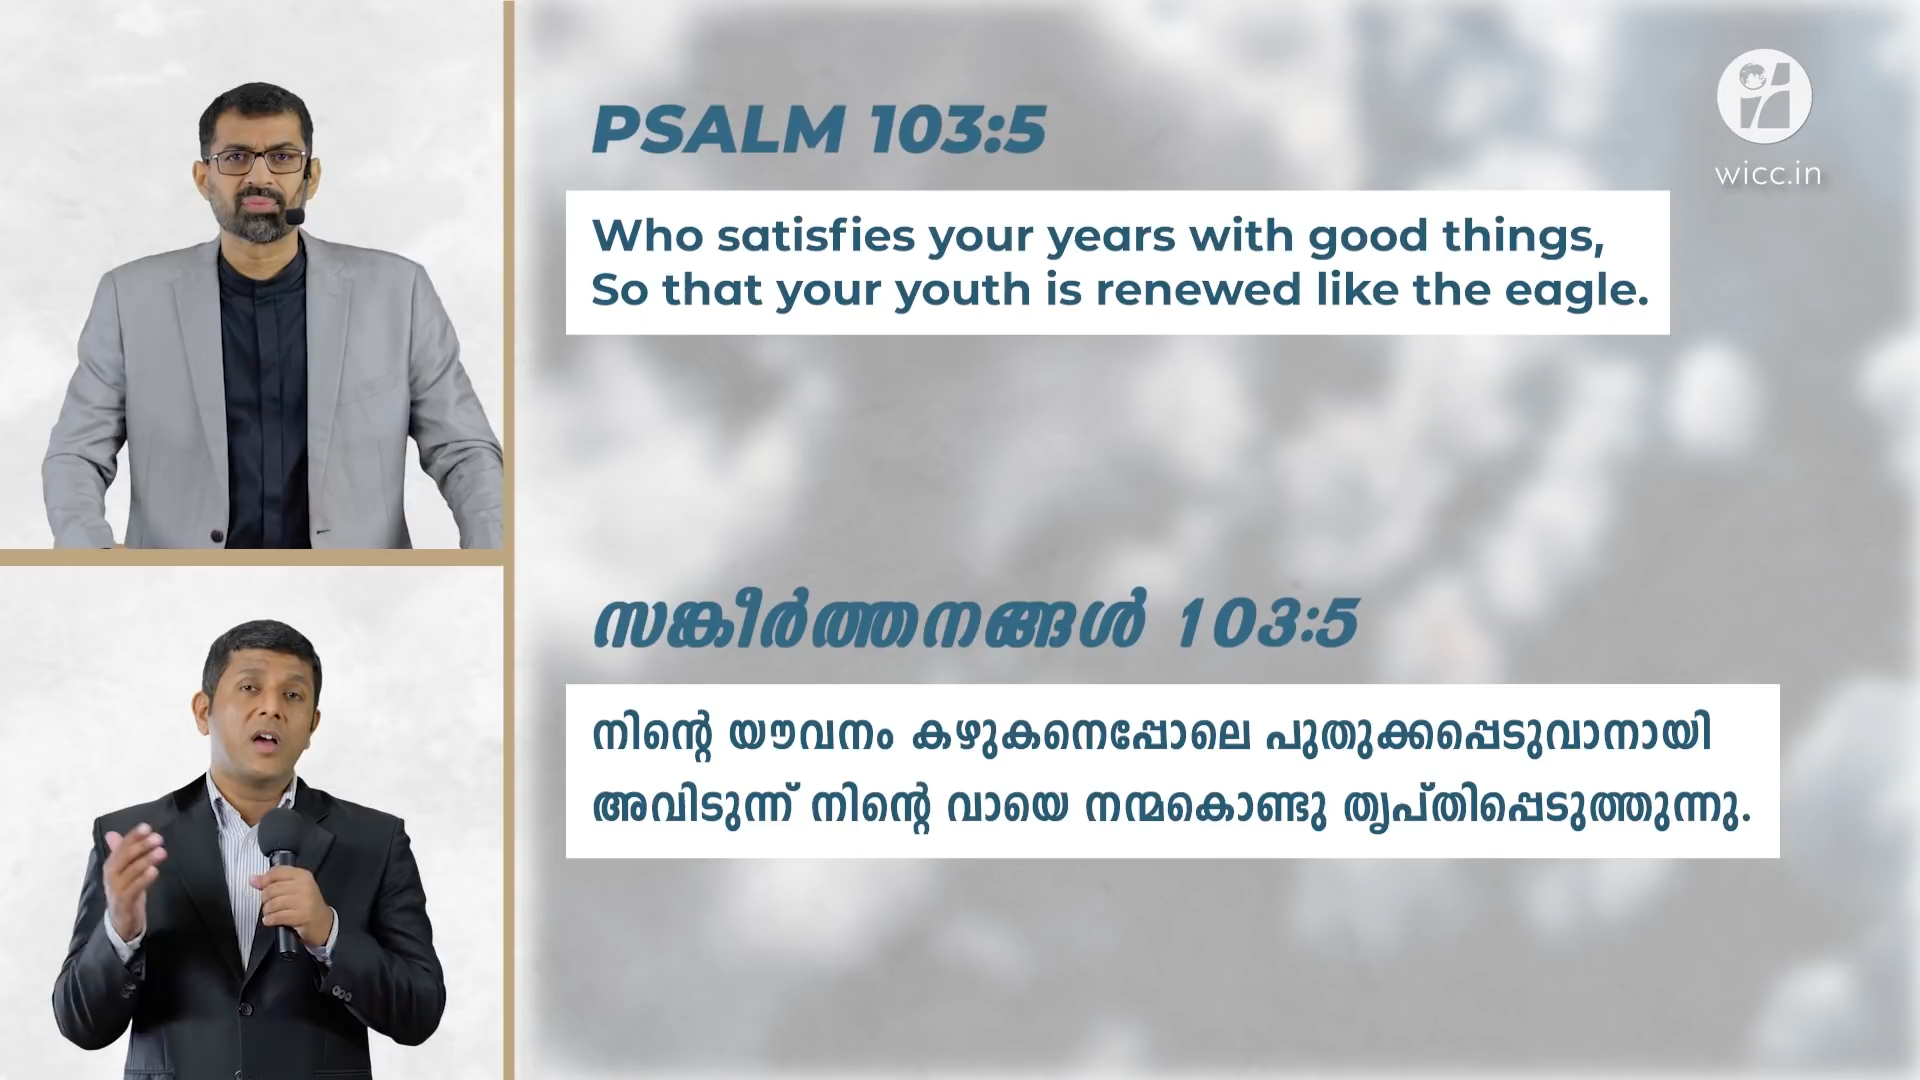 PSALM 103:5
wicc.in
Who satisfies your years with good things,
So that your youth is renewed like the eagle.
സങ്കീർത്തനങ്ങൾ 103:5
നിന്റെ യൗവനം കഴുകനെപ്പോലെ പുതുക്കപ്പെടുവാനായി
അവിടുന്ന് നിന്റെ വായെ നന്മകൊണ്ടു തൃപ്തിപ്പെടുത്തുന്നു.